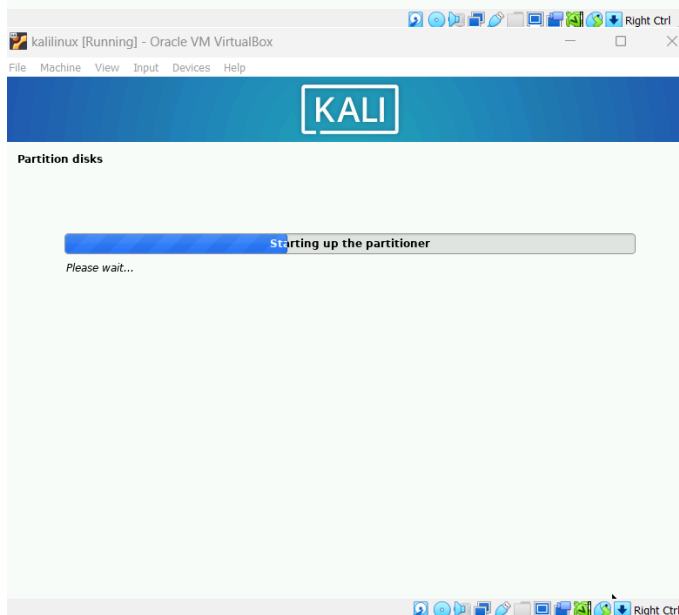 Right Ctrl
kalilinux [Running] - Oracle VM VirtualBox
File Machine View Input Devices Help
KALI
Partition disks
Starting up the partitioner
Please wait...
Right Ctrl